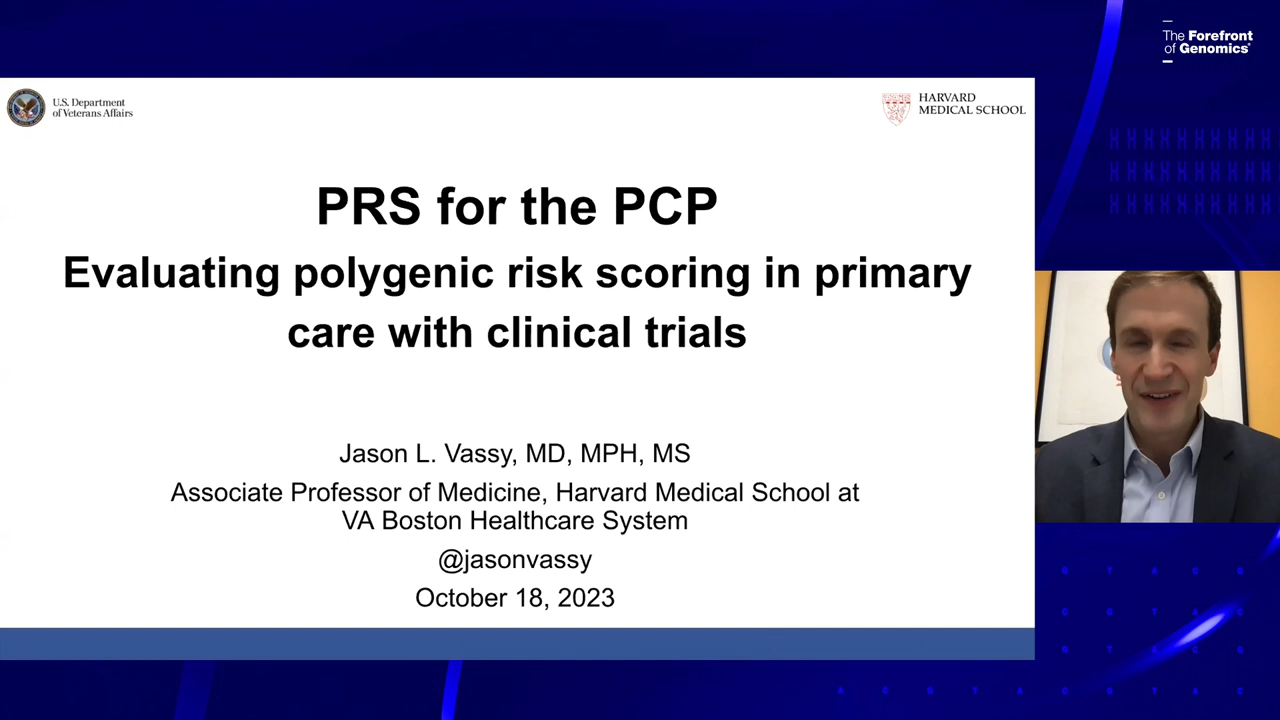 The Forefront
of Genomics®
U.S. Department
of Veterans Affairs
HARVARD
MEDICAL SCHOOL
PRS for the PCP
Evaluating polygenic risk scoring in primary
care with clinical trials
Jason L. Vassy, MD, MPH, MS
Associate Professor of Medicine, Harvard Medical School at
VA Boston Healthcare System
@jasonvassy
October 18, 2023